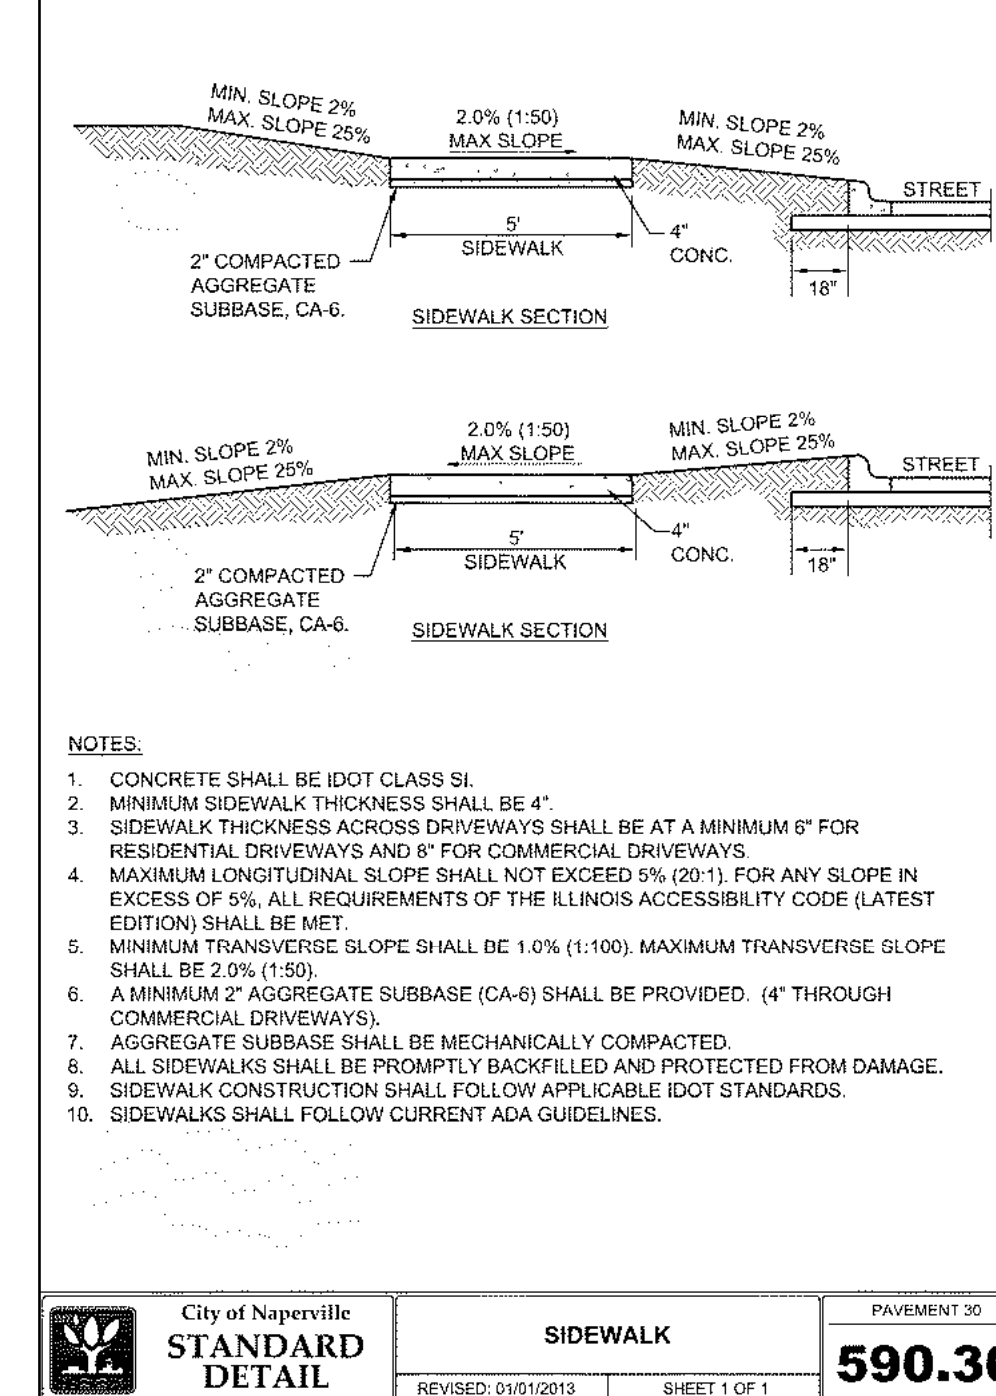 MIN. SLOPE 2%
MAX. SLOPE 25%
2.0% (1:50)
MAX SLOPE
MIN. SLOPE 2%
MAX. SLOPE 25%
STREET
5'
SIDEWALK
4"
CONC.
2" COMPACTED
AGGREGATE
SUBBASE, CA-6.
18"
SIDEWALK SECTION
MIN. SLOPE 2%
MAX. SLOPE 25%
2.0% (1:50)
MAX SLOPE
MIN. SLOPE 2%
MAX. SLOPE 25%
STREET
5'
SIDEWALK
4"
CONC.
2" COMPACTED
AGGREGATE
SUBBASE, CA-6.
18"
SIDEWALK SECTION
NOTES:
1. CONCRETE SHALL BE IDOT CLASS SI.
2. MINIMUM SIDEWALK THICKNESS SHALL BE 4".
3. SIDEWALK THICKNESS ACROSS DRIVEWAYS SHALL BE AT A MINIMUM 6" FOR
RESIDENTIAL DRIVEWAYS AND 8" FOR COMMERCIAL DRIVEWAYS.
4. MAXIMUM LONGITUDINAL SLOPE SHALL NOT EXCEED 5% (20:1). FOR ANY SLOPE IN
EXCESS OF 5%, ALL REQUIREMENTS OF THE ILLINOIS ACCESSIBILITY CODE (LATEST
EDITION) SHALL BE MET.
5. MINIMUM TRANSVERSE SLOPE SHALL BE 1.0% (1:100). MAXIMUM TRANSVERSE SLOPE
SHALL BE 2.0% (1:50).
6. A MINIMUM 2" AGGREGATE SUBBASE (CA-6) SHALL BE PROVIDED. (4" THROUGH
COMMERCIAL DRIVEWAYS).
7. AGGREGATE SUBBASE SHALL BE MECHANICALLY COMPACTED.
8. ALL SIDEWALKS SHALL BE PROMPTLY BACKFILLED AND PROTECTED FROM DAMAGE.
9. SIDEWALK CONSTRUCTION SHALL FOLLOW APPLICABLE IDOT STANDARDS.
10. SIDEWALKS SHALL FOLLOW CURRENT ADA GUIDELINES.
City of Naperville
STANDARD
DETAIL
SIDEWALK
REVISED: 01/01/2013
SHEET 1 OF 1
PAVEMENT 30
590.30